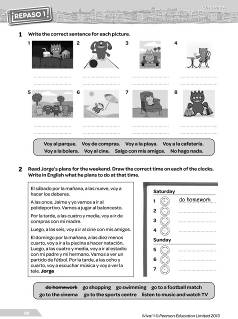 REPASO 1
1 Write the correct sentence for each picture.
1 2 3 4
5 6 7 8
Voy al parque. Voy de compras. Voy a la playa. Voy a la cafetería.
Voy a la bolera. Voy al cine. Salgo con mis amigos. No hago nada.
2 Read Jorge's plans for the weekend. Draw the correct time on each of the clocks.
Write in English what he plans to do at that time.
El sábado por la mañana, a las nueve, voy a
hacer los deberes.
A las once, Jaime y yo vamos a ir al
polideportivo. Vamos a jugar al baloncesto.
Por la tarde, a las cuatro y media, voy a ir de
compras con mi madre.
Luego, a las seis, voy a ir al cine con mis amigos.
El domingo por la mañana, a las diez menos
cuarto, voy a ir a la piscina a hacer natación.
Luego, a las cuatro y media, voy a ir al estadio
con mi padre y mi hermano. Vamos a ver un
partido de fútbol. Por la tarde, a las ocho y
cuarto, voy a escuchar música y voy a ver la
tele. Jorge
Saturday
1 do homework
2
3
4
Sunday
5
6
7
do homework go shopping go swimming go to a football match
go to the cinema go to the sports centre listen to music and watch TV
© Pearson Education Limited 2013